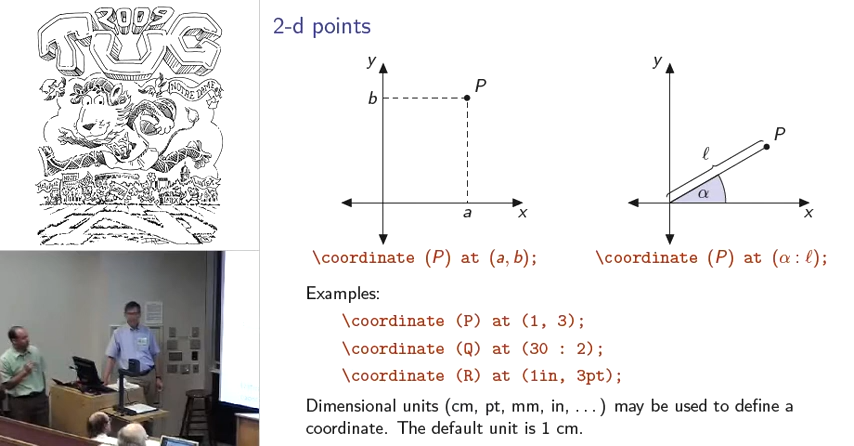 2009
TUG
NOTRE DAME
2-d points
y
P
b
a
x
y
P
ℓ
α
x
\coordinate (P) at (a, b);
\coordinate (P) at (α : ℓ);
Examples:
\coordinate (P) at (1, 3);
\coordinate (Q) at (30 : 2);
\coordinate (R) at (1in, 3pt);
Dimensional units (cm, pt, mm, in, ...) may be used to define a
coordinate. The default unit is 1 cm.